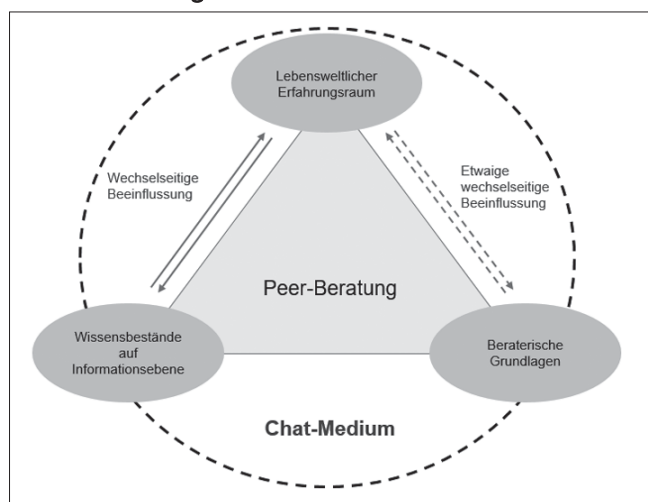 Lebensweltlicher
Erfahrungsraum
Wechselseitige
Beeinflussung
Etwaige
wechselseitige
Beeinflussung
Peer-Beratung
Wissensbestände
auf
Informationsebene
Beraterische
Grundlagen
Chat-Medium